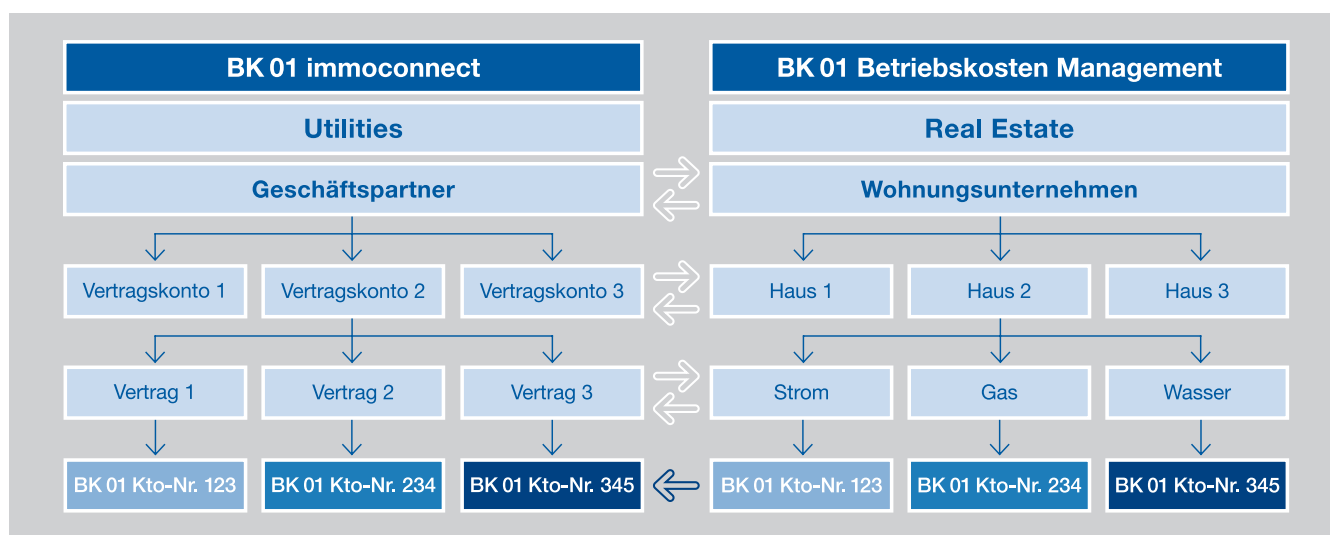 BK 01 immoconnect
BK 01 Betriebskosten Management
Utilities
Real Estate
Geschäftspartner
Wohnungsunternehmen
Vertragskonto 1
Vertragskonto 2
Vertragskonto 3
Haus 1
Haus 2
Haus 3
Vertrag 1
Vertrag 2
Vertrag 3
Strom
Gas
Wasser
BK 01 Kto-Nr. 123
BK 01 Kto-Nr. 234
BK 01 Kto-Nr. 345
BK 01 Kto-Nr. 123
BK 01 Kto-Nr. 234
BK 01 Kto-Nr. 345